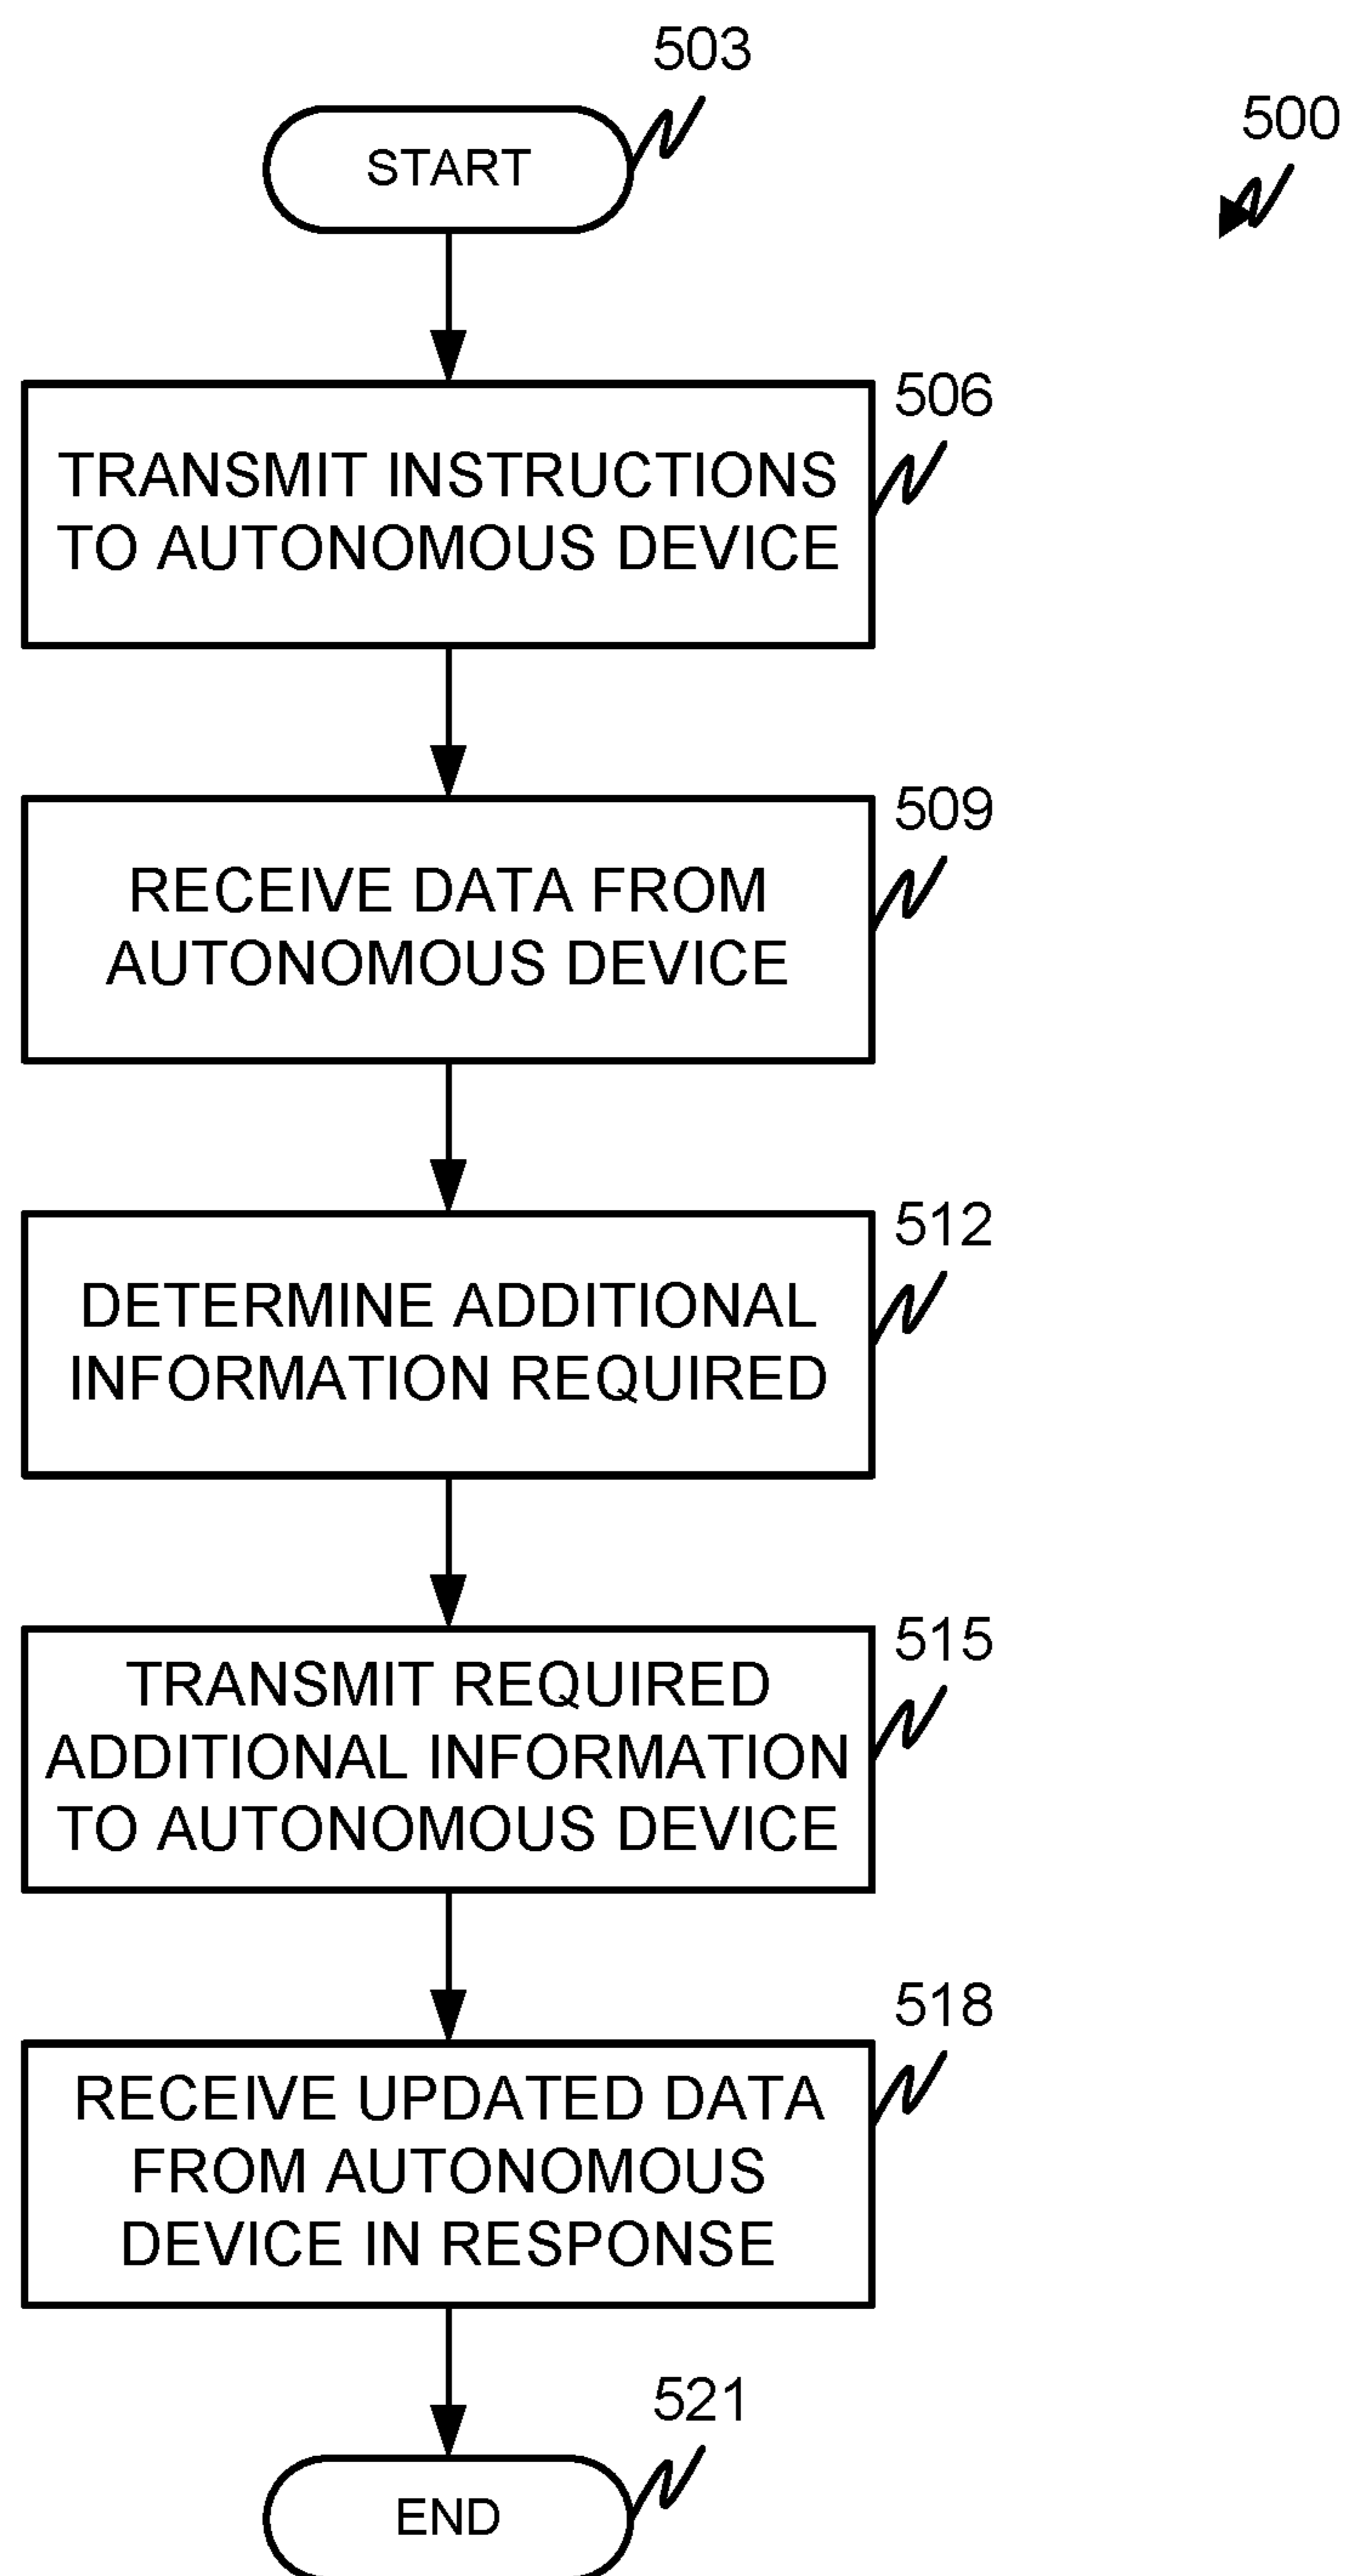 503
500
START
506
TRANSMIT INSTRUCTIONS
TO AUTONOMOUS DEVICE
509
RECEIVE DATA FROM
AUTONOMOUS DEVICE
512
DETERMINE ADDITIONAL
INFORMATION REQUIRED
515
TRANSMIT REQUIRED
ADDITIONAL INFORMATION
TO AUTONOMOUS DEVICE
518
RECEIVE UPDATED DATA
FROM AUTONOMOUS
DEVICE IN RESPONSE
521
END